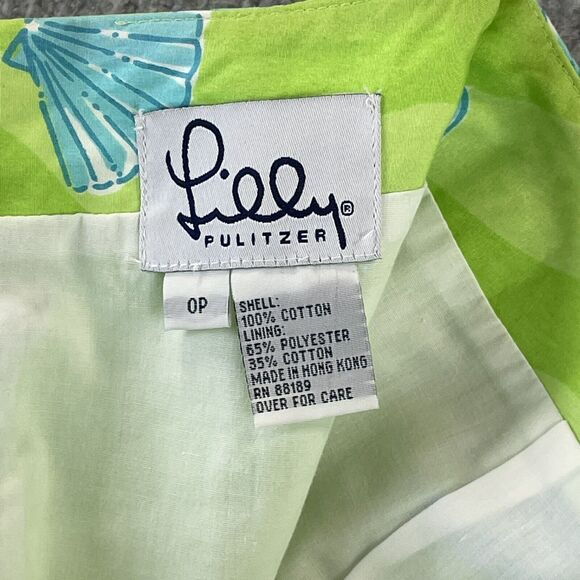 Lilly®
PULITZER
OP
SHELL:
100% COTTON
LINING:
65% POLYESTER
35% COTTON
MADE IN HONG KONG
RN 88189
OVER FOR CARE